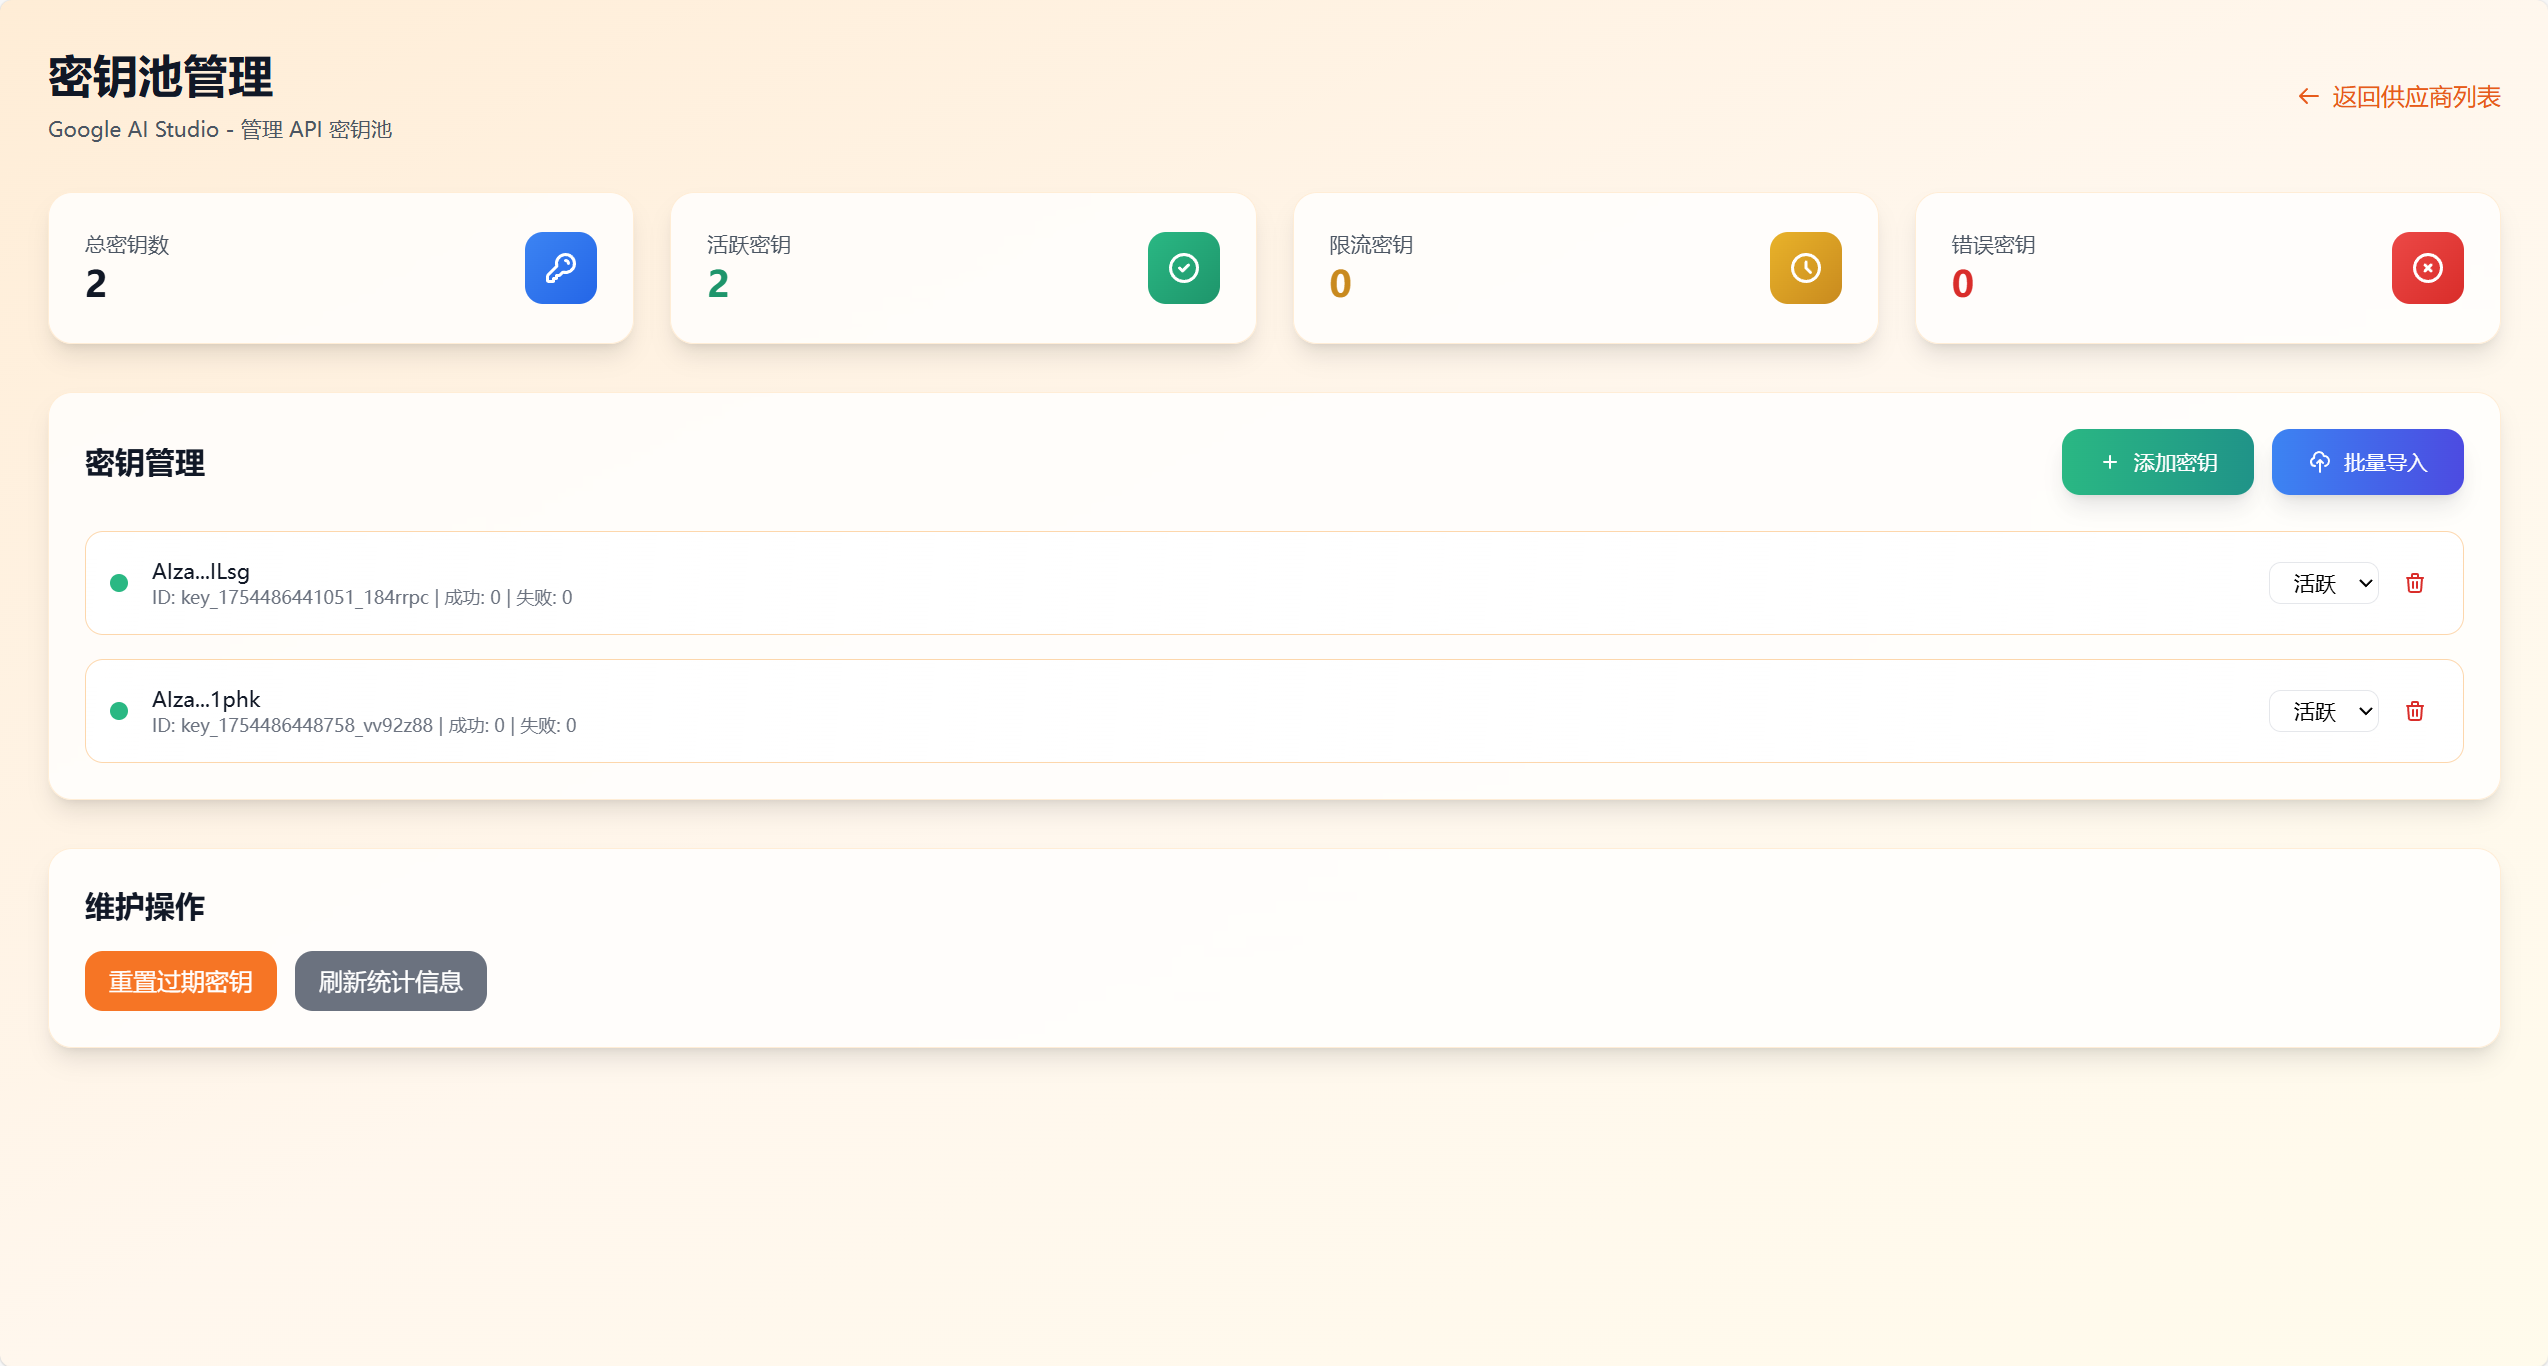 密钥池管理
Google AI Studio - 管理 API 密钥池
← 返回供应商列表
总密钥数
2
活跃密钥
2
限流密钥
0
错误密钥
0
密钥管理
+ 添加密钥
批量导入
AIza...ILsg
ID: key_1754486441051_184rrpc | 成功: 0 | 失败: 0
活跃
AIza...1phk
ID: key_1754486448758_vv92z88 | 成功: 0 | 失败: 0
活跃
维护操作
重置过期密钥
刷新统计信息